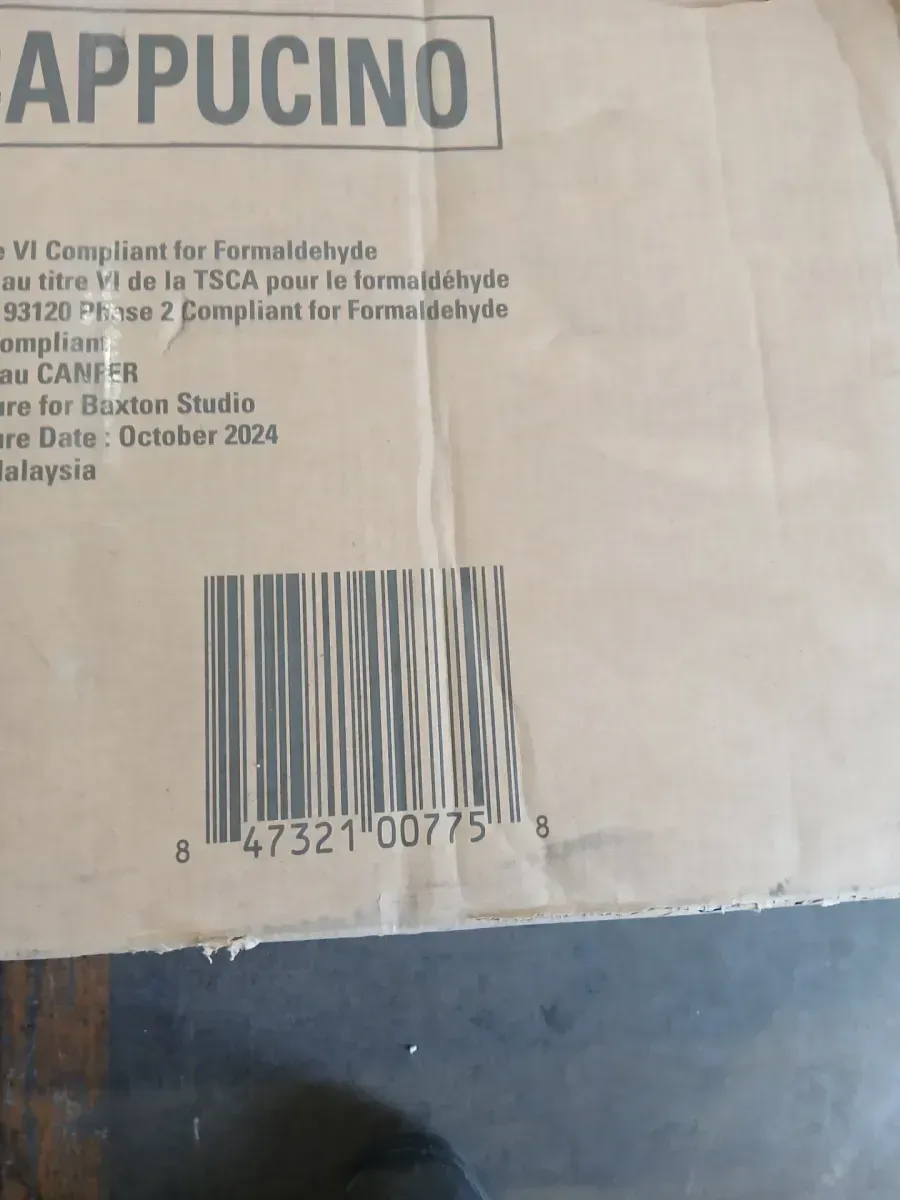 CAPPUCINO
e VI Compliant for Formaldehyde
au titre VI de la TSCA pour le formaldéhyde
93120 Phase 2 Compliant for Formaldehyde
ompliant
au CANFER
ure for Baxton Studio
ure Date : October 2024
alaysia
8 47321 00775 8